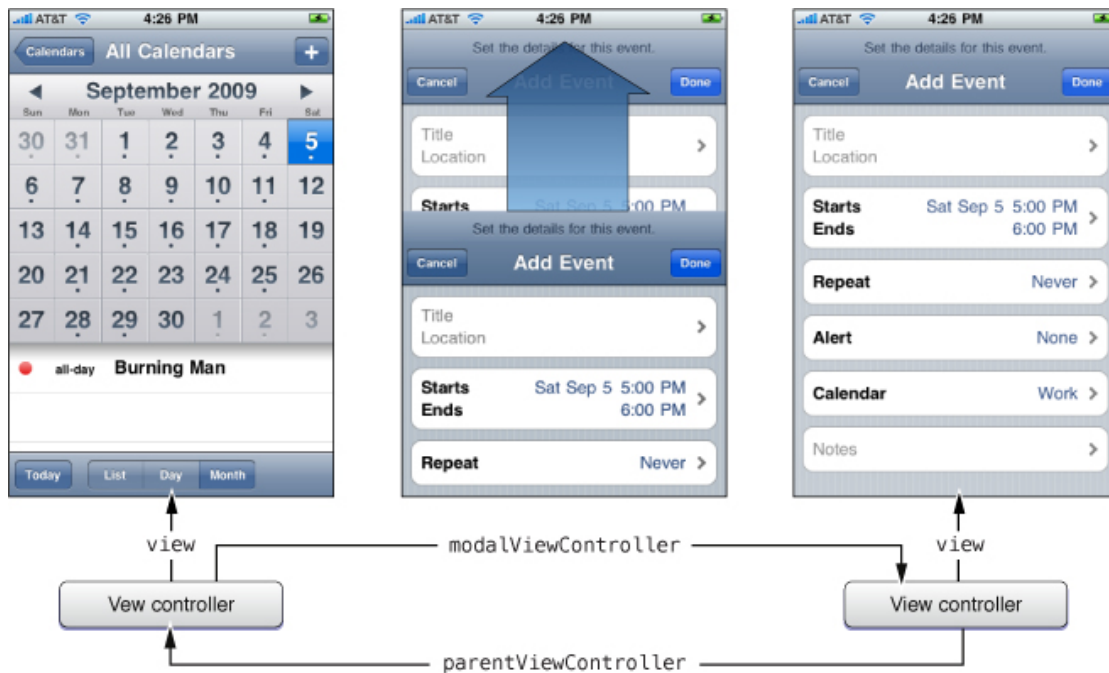 AT&T 4:26 PM
Calendars All Calendars +
September 2009
Sun Mon Tue Wed Thu Fri Sat
30 31 1 2 3 4 5
6 7 8 9 10 11 12
13 14 15 16 17 18 19
20 21 22 23 24 25 26
27 28 29 30 1 2 3
all-day Burning Man
Today List Day Month
AT&T 4:26 PM
Set the details for this event.
Cancel Add Event Done
Title
Location
Starts Sat Sep 5 5:00 PM
Set the details for this event.
Cancel Add Event Done
Title
Location
Starts Sat Sep 5 5:00 PM
Ends 6:00 PM
Repeat Never
AT&T 4:26 PM
Set the details for this event.
Cancel Add Event Done
Title
Location
Starts Sat Sep 5 5:00 PM
Ends 6:00 PM
Repeat Never
Alert None
Calendar Work
Notes
view modalViewController view
Vew controller View controller
parentViewController